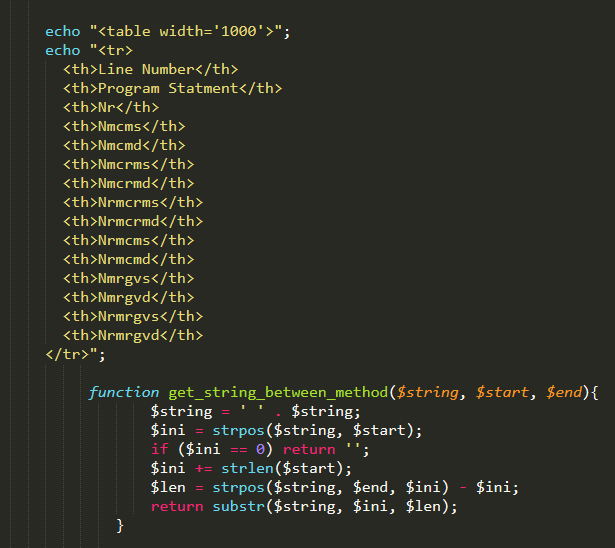 echo "<table width='1000'>";
echo "<tr>
<th>Line Number</th>
<th>Program Statment</th>
<th>Nr</th>
<th>Nmcms</th>
<th>Nmcmd</th>
<th>Nmcrms</th>
<th>Nmcrmd</th>
<th>Nrmcrms</th>
<th>Nrmcrmd</th>
<th>Nrmcms</th>
<th>Nrmcmd</th>
<th>Nmrgvs</th>
<th>Nmrgvd</th>
<th>Nrmrgvs</th>
<th>Nrmrgvd</th>
</tr>";
function get_string_between_method($string, $start, $end){
$string = ' ' . $string;
$ini = strpos($string, $start);
if ($ini == 0) return '';
$ini += strlen($start);
$len = strpos($string, $end, $ini) - $ini;
return substr($string, $ini, $len);
}